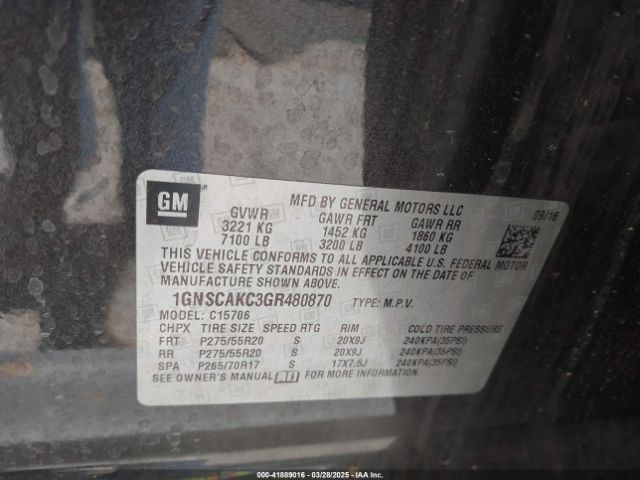 GM
MFD BY GENERAL MOTORS LLC
09/16
GVWR GAWR FRT GAWR RR
3221 KG 1452 KG 1860 KG
7100 LB 3200 LB 4100 LB
THIS VEHICLE CONFORMS TO ALL APPLICABLE U.S. FEDERAL MOTOR
VEHICLE SAFETY STANDARDS IN EFFECT ON THE DATE OF
MANUFACTURE SHOWN ABOVE.
1GNSCAKC3GR480870 TYPE: M.P.V.
MODEL: C15706
CHPX TIRE SIZE SPEED RTG RIM COLD TIRE PRESSURE
FRT P275/55R20 S 20X9J 240KPA(35PSI)
RR P275/55R20 S 20X9J 240KPA(35PSI)
SPA P265/70R17 S 17X7.5J 240KPA(35PSI)
SEE OWNER'S MANUAL FOR MORE INFORMATION.
000-41889016 | 03/28/2025 | IAAI.COM